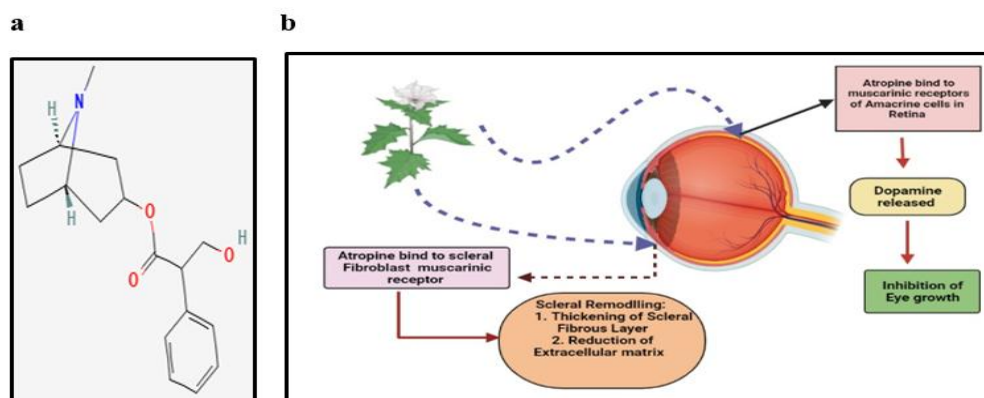 a
b
H
N
H
O
O
O
H
Atropine bind to
muscarinic receptors
of Amacrine cells in
Retina
Dopamine
released
Inhibition of
Eye growth
Atropine bind to scleral
Fibroblast muscarinic
receptor
Scleral Remodlling:
1. Thickening of Scleral
Fibrous Layer
2. Reduction of
Extracellular matrix